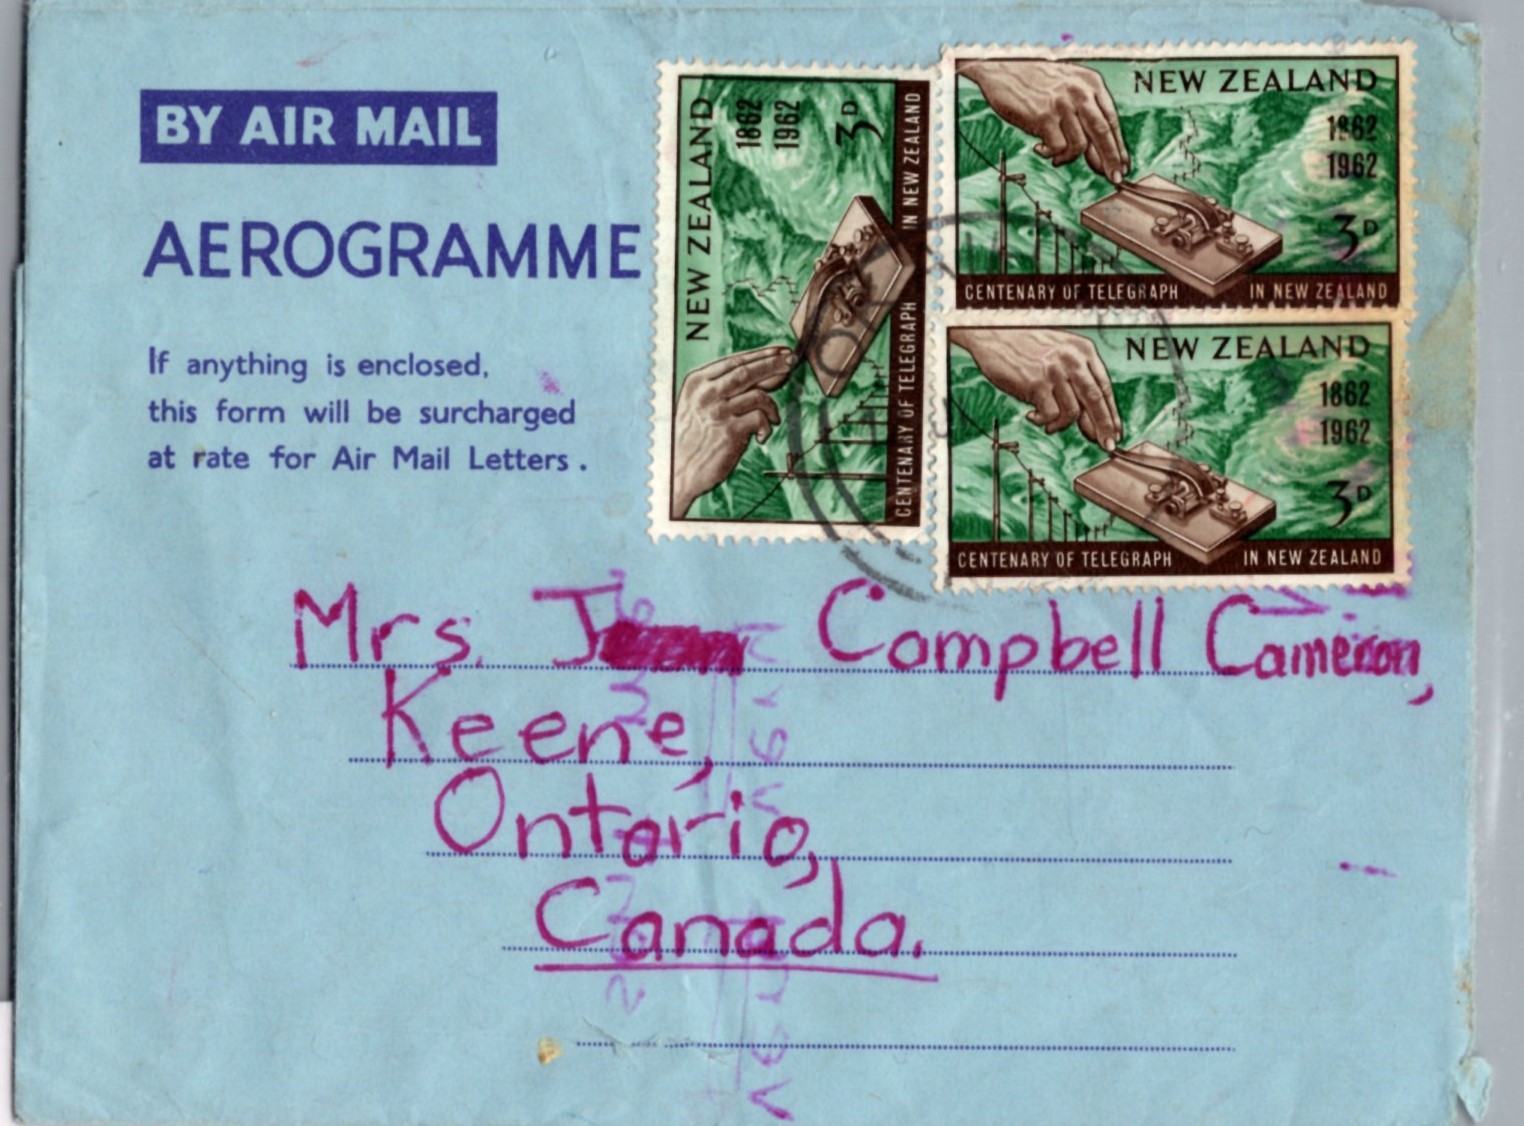 BY AIR MAIL
AEROGRAMME
If anything is enclosed,
this form will be surcharged
at rate for Air Mail Letters.
NEW ZEALAND
1862
1962
3D
CENTENARY OF TELEGRAPH IN NEW ZEALAND
NEW ZEALAND
1862
1962
3D
CENTENARY OF TELEGRAPH IN NEW ZEALAND
NEW ZEALAND
1862
1962
3D
CENTENARY OF TELEGRAPH IN NEW ZEALAND
Mrs. Campbell Cameron,
Keene,
Ontario,
Canada.